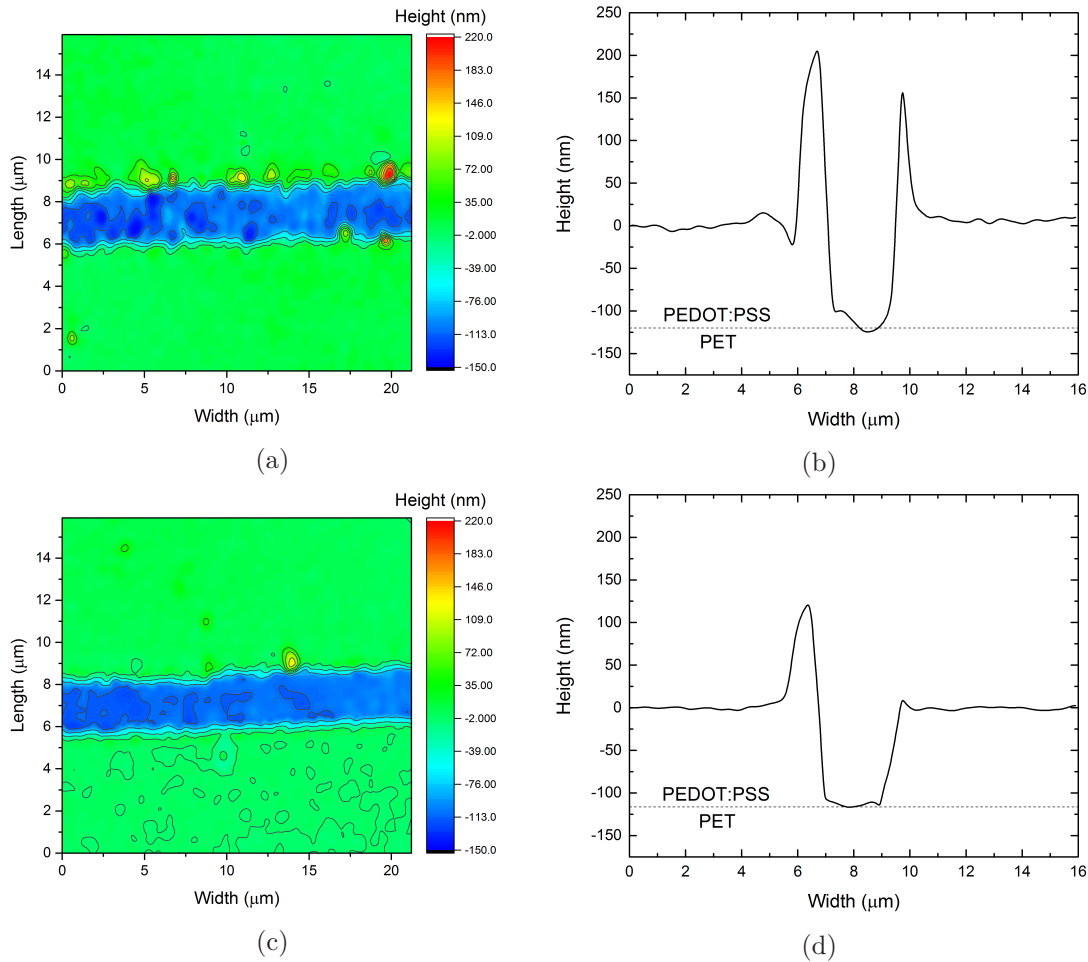 Height (nm)
220.0
183.0
146.0
109.0
72.00
35.00
-2.000
-39.00
-76.00
-113.0
-150.0
Length (μm)
14
12
10
8
6
4
2
0
0 5 10 15 20
Width (μm)
(a)
Height (nm)
250
200
150
100
50
0
-50
-100
-150
PEDOT:PSS
PET
0 2 4 6 8 10 12 14 16
Width (μm)
(b)
Height (nm)
220.0
183.0
146.0
109.0
72.00
35.00
-2.000
-39.00
-76.00
-113.0
-150.0
Length (μm)
14
12
10
8
6
4
2
0
0 5 10 15 20
Width (μm)
(c)
Height (nm)
250
200
150
100
50
0
-50
-100
-150
PEDOT:PSS
PET
0 2 4 6 8 10 12 14 16
Width (μm)
(d)